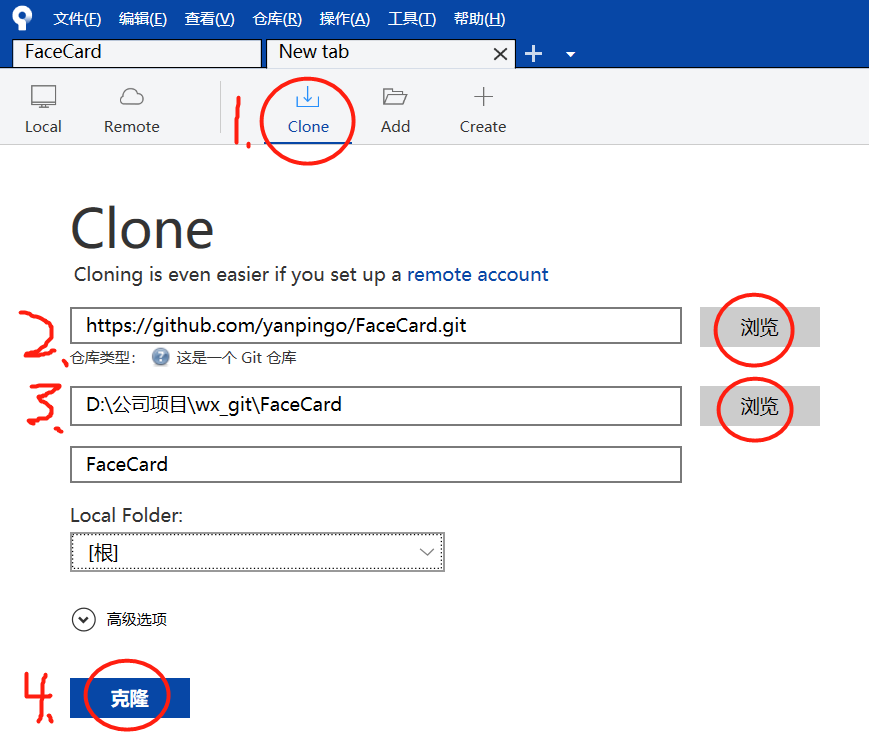 文件(F) 编辑(E) 查看(V) 仓库(R) 操作(A) 工具(T) 帮助(H)
FaceCard New tab
Local Remote 1. Clone Add Create
Clone
Cloning is even easier if you set up a remote account
2. https://github.com/yanpingo/FaceCard.git 浏览
仓库类型: ? 这是一个 Git 仓库
3. D:\公司项目\wx_git\FaceCard 浏览
FaceCard
Local Folder:
[根]
高级选项
4. 克隆